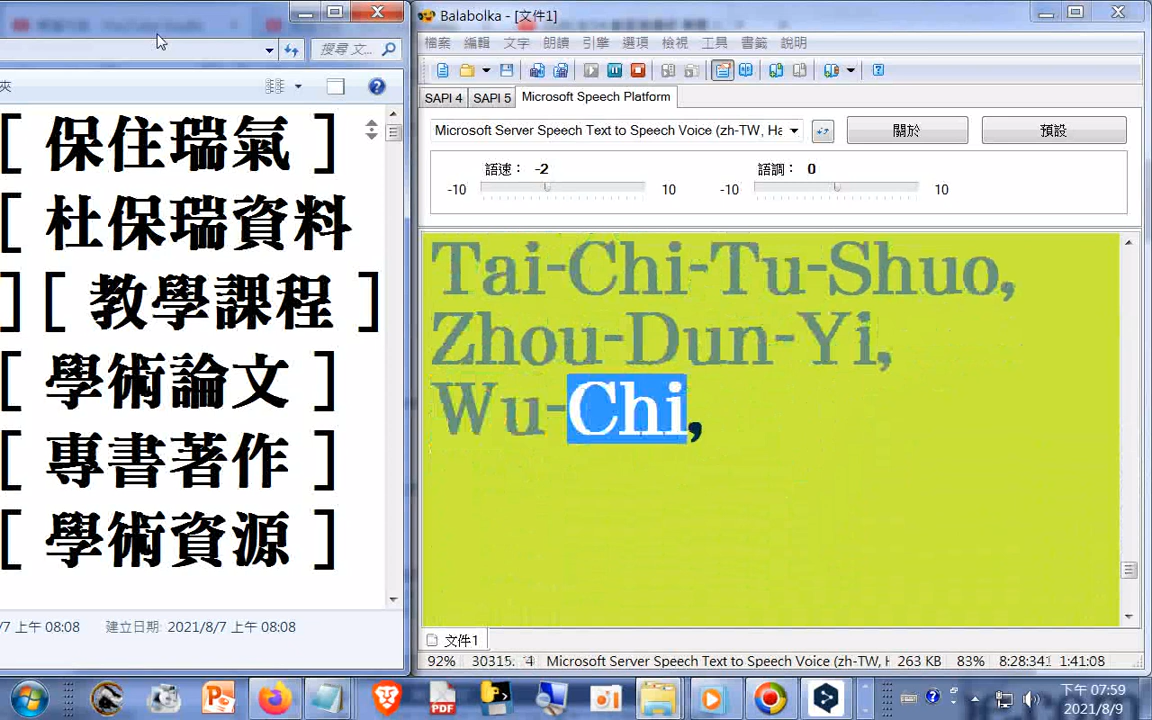 搜尋 文...
夾
[ 保住瑞氣 ]
[ 杜保瑞資料
][ 教學課程 ]
[ 學術論文 ]
[ 專書著作 ]
[ 學術資源 ]
/7 上午 08:08 建立日期: 2021/8/7 上午 08:08
Balabolka - [文件1]
檔案 編輯 文字 朗讀 引擎 選項 檢視 工具 書籤 說明
SAPI 4 SAPI 5 Microsoft Speech Platform
Microsoft Server Speech Text to Speech Voice (zh-TW, Ha
關於 預設
語速： -2 語調： 0
-10 10 -10 10
Tai-Chi-Tu-Shuo,
Zhou-Dun-Yi,
Wu-Chi,
文件1
92% Microsoft Server Speech Text to Speech Voice (zh-TW, H 263 KB 83% 8:28:341 1:41:08
PDF
下午 07:59
2021/8/9